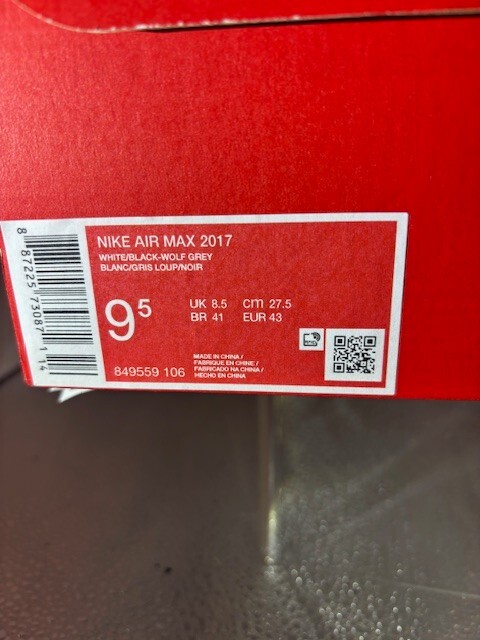 NIKE AIR MAX 2017
WHITE/BLACK-WOLF GREY
BLANC/GRIS LOUP/NOIR
9⁵
UK 8.5 cm 27.5
BR 41 EUR 43
849559 106
MADE IN CHINA /
FABRIQUE EN CHINE /
FABRICADO NA CHINA /
HECHO EN CHINA
8 87225 73087 1 4